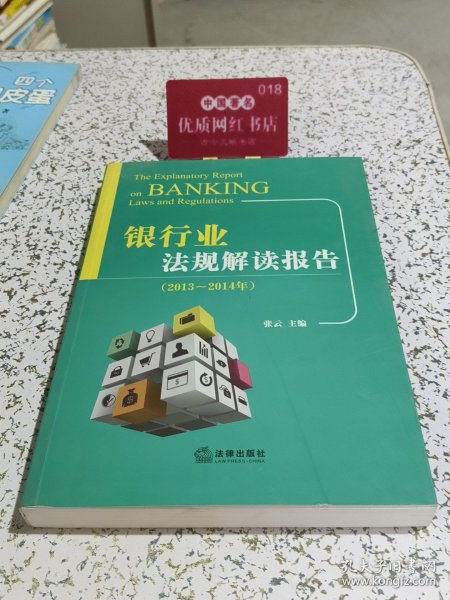 四个
皮蛋
018
中国著名
优质网红书店
The Explanatory Report
on BANKING
Laws and Regulations
银行业
法规解读报告
(2013～2014年)
张云 主编
法律出版社
LAW PRESS·CHINA
孔夫子旧书网
www.kongfz.com